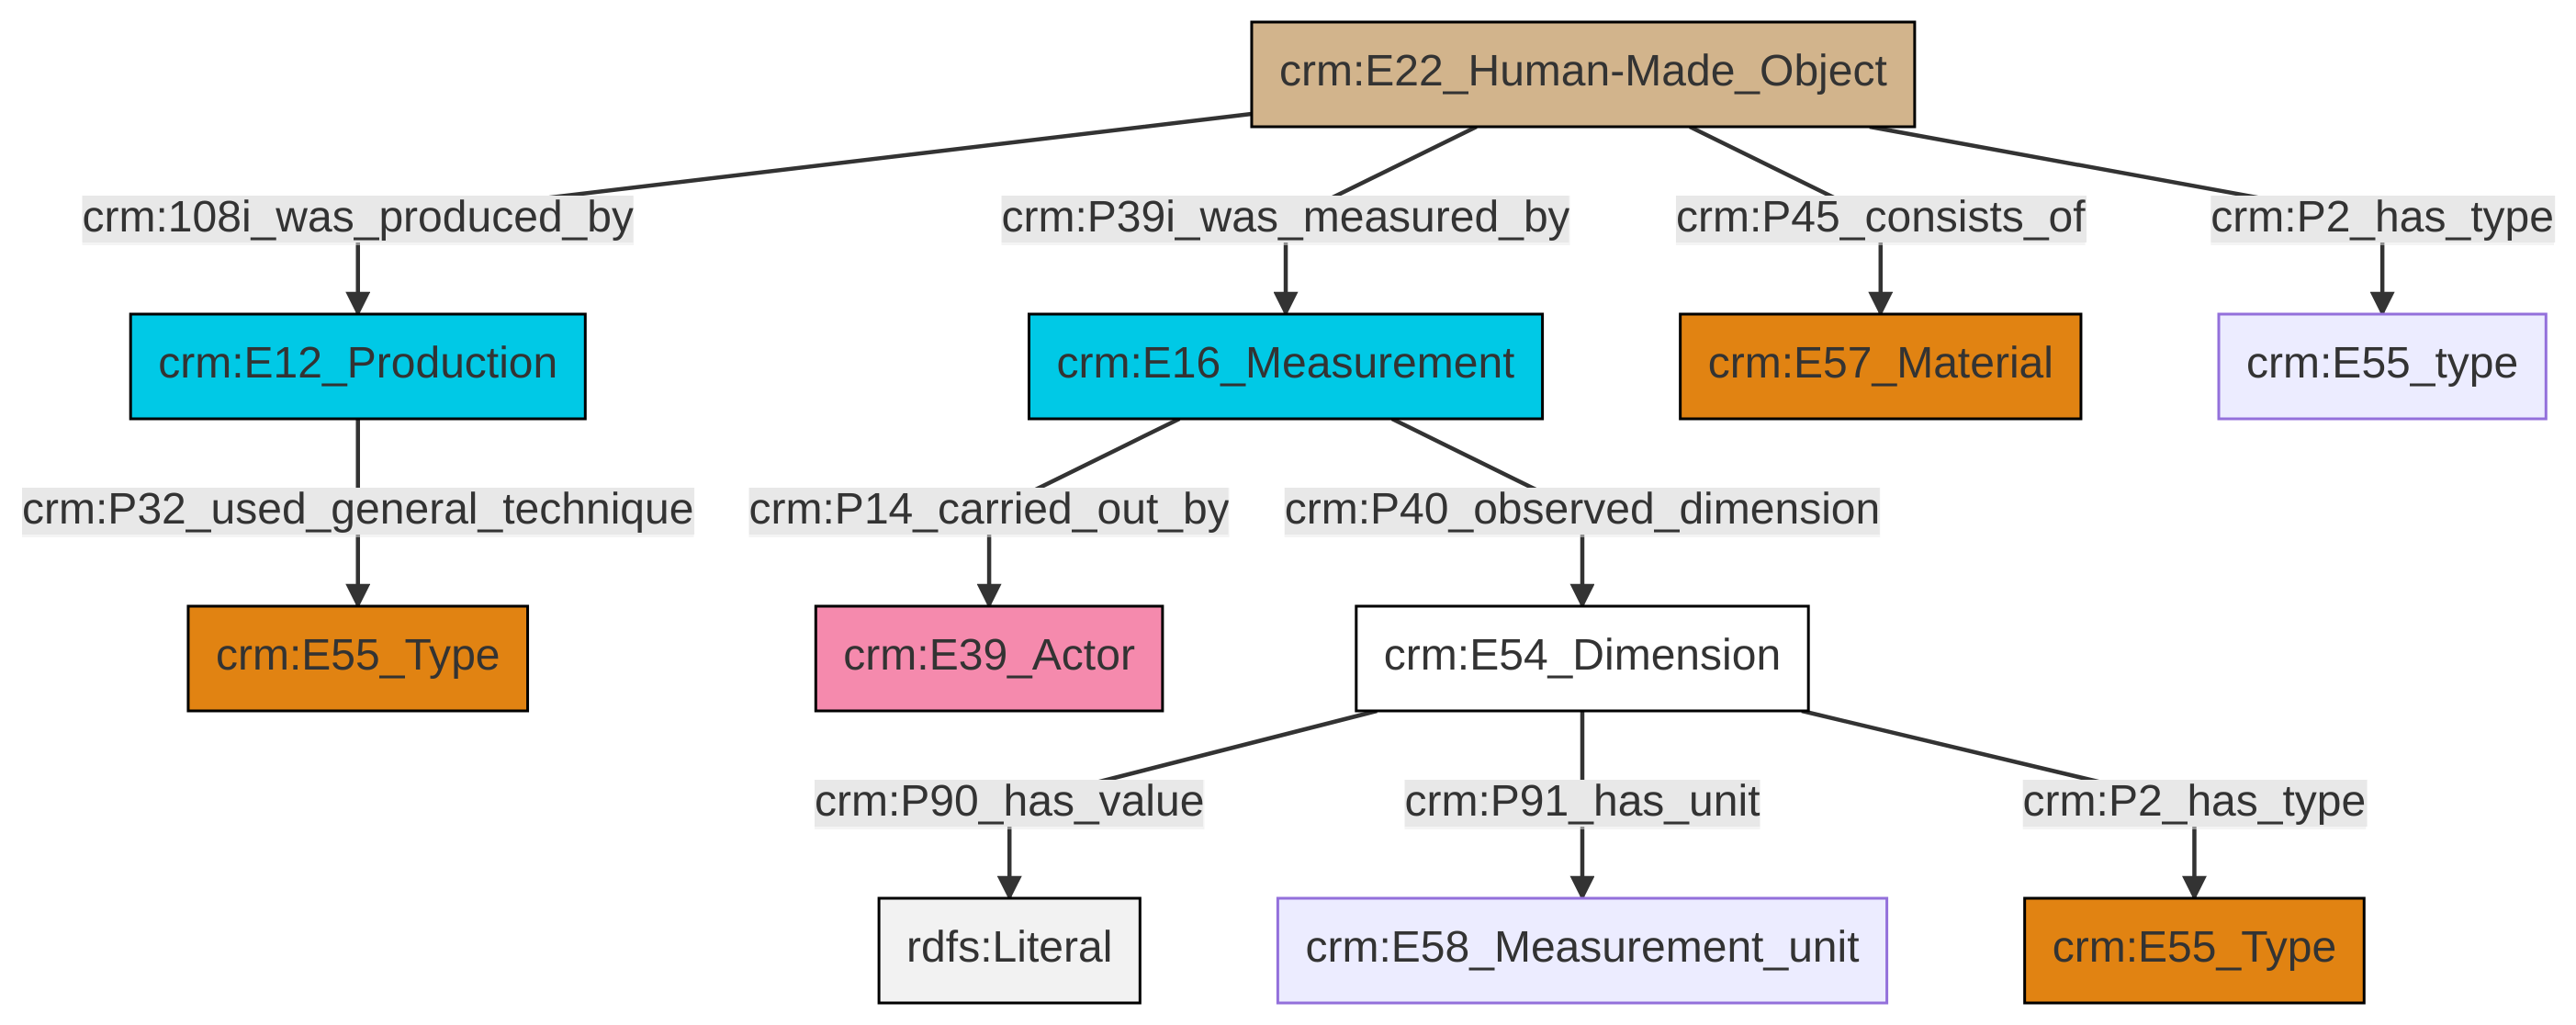 crm:E22_Human-Made_Object
crm:108i_was_produced_by
crm:P39i_was_measured_by
crm:P45_consists_of
crm:P2_has_type
crm:E12_Production
crm:E16_Measurement
crm:E57_Material
crm:E55_type
crm:P32_used_general_technique
crm:P14_carried_out_by
crm:P40_observed_dimension
crm:E55_Type
crm:E39_Actor
crm:E54_Dimension
crm:P90_has_value
crm:P91_has_unit
crm:P2_has_type
rdfs:Literal
crm:E58_Measurement_unit
crm:E55_Type